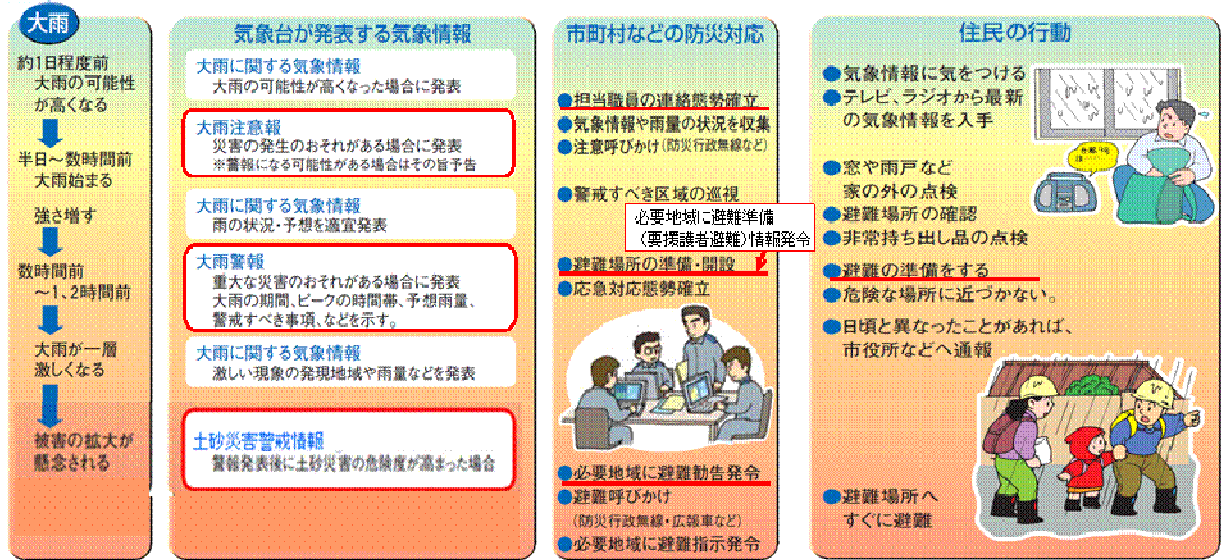 大雨
約1日程度前
大雨の可能性
が高くなる
半日～数時間前
大雨始まる
強さ増す
数時間前
～1、2時間前
大雨が一層
激しくなる
被害の拡大が
懸念される
気象台が発表する気象情報
大雨に関する気象情報
大雨の可能性が高くなった場合に発表
大雨注意報
災害の発生のおそれがある場合に発表
※警報になる可能性がある場合はその旨予告
大雨に関する気象情報
雨の状況・予想を適宜発表
大雨警報
重大な災害のおそれがある場合に発表
大雨の期間、ピークの時間帯、予想雨量、
警戒すべき事項、などを示す。
大雨に関する気象情報
激しい現象の発現地域や雨量などを発表
土砂災害警戒情報
警報発表後に土砂災害の危険度が高まった場合
市町村などの防災対応
●担当職員の連絡態勢確立
●気象情報や雨量の状況を収集
●注意呼びかけ(防災行政無線など)
●警戒すべき区域の巡視
必要地域に避難準備
(要援護者避難)情報発令
●避難場所の準備・開設
●応急対応態勢確立
●必要地域に避難勧告発令
●避難呼びかけ
(防災行政無線・広報車など)
●必要地域に避難指示発令
住民の行動
●気象情報に気をつける
●テレビ、ラジオから最新
の気象情報を入手
●窓や雨戸など
家の外の点検
●避難場所の確認
●非常持ち出し品の点検
●避難の準備をする
●危険な場所に近づかない。
●日頃と異なったことがあれば、
市役所などへ通報
●避難場所へ
すぐに避難